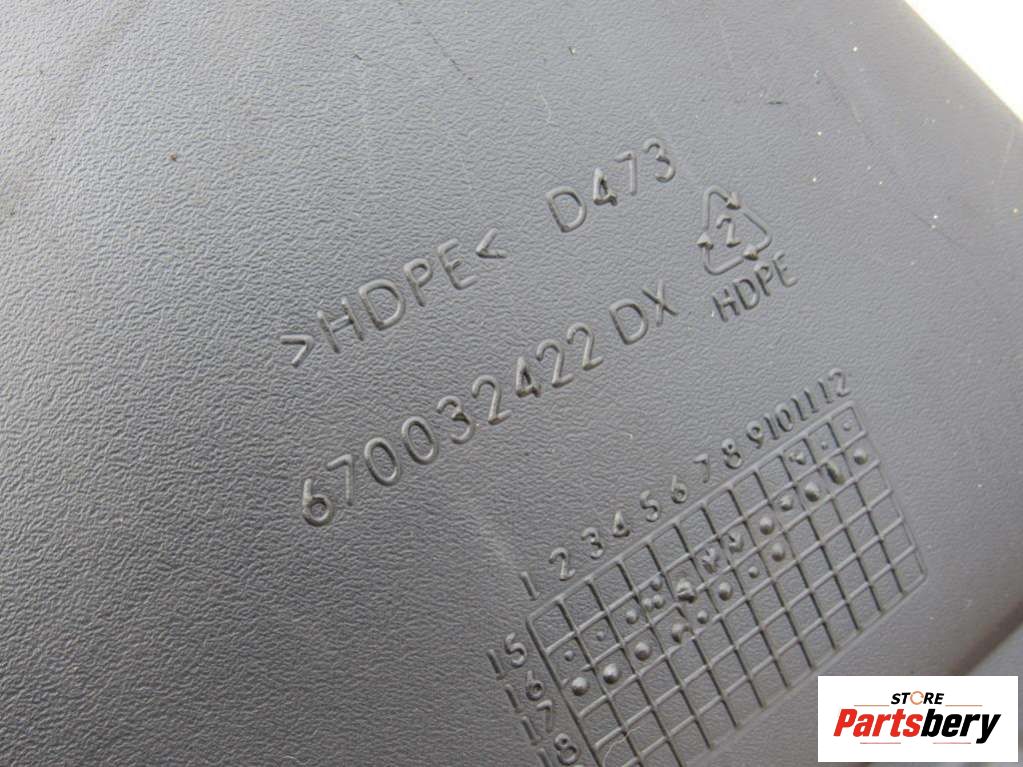 >HDPE< D473
670032422 DX
2
HDPE
1 2 3 4 5 6 7 8 9 10 11 12
15
16
17
18
STORE
Partsbery